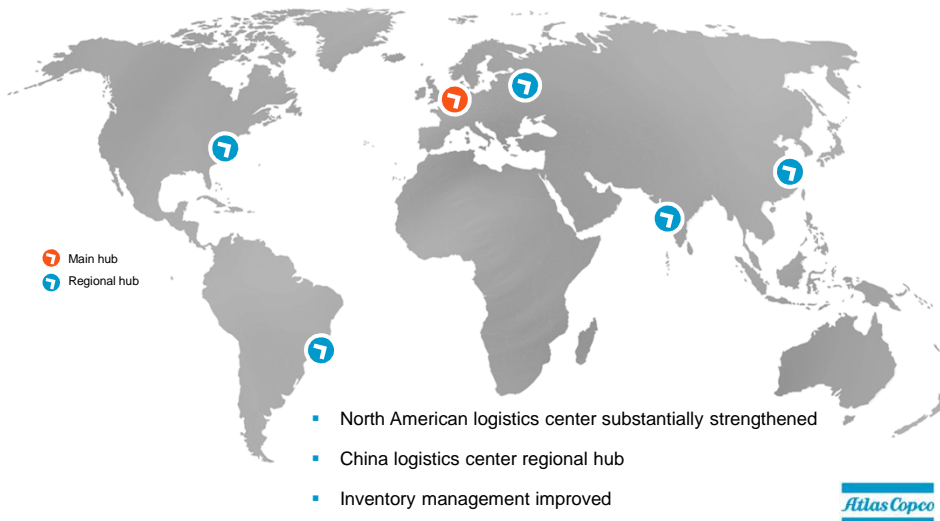 Main hub
Regional hub
North American logistics center substantially strengthened
China logistics center regional hub
Inventory management improved
Atlas Copco